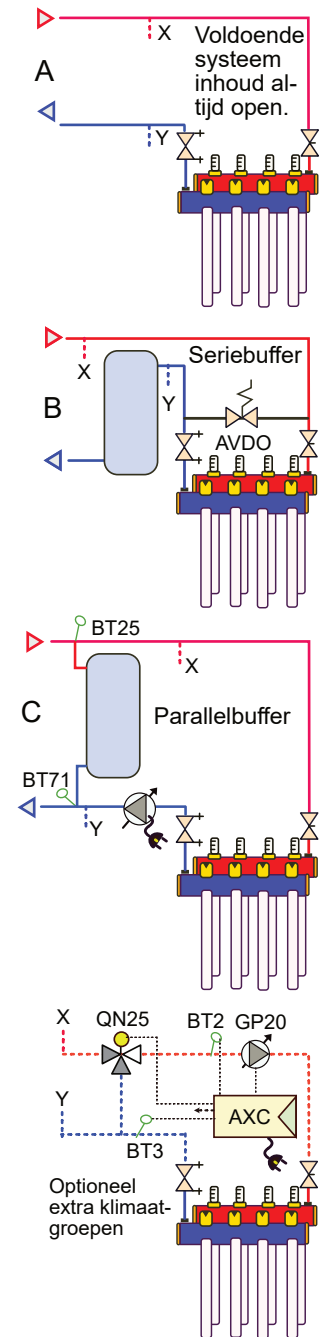 X
Voldoende
systeem
inhoud al-
tijd open.
A
Y
Seriebuffer
X
Y
B
AVDO
BT25
X
C
Parallelbuffer
BT71
Y
QN25
BT2
GP20
X
Y
AXC
BT3
Optioneel
extra klimaat-
groepen